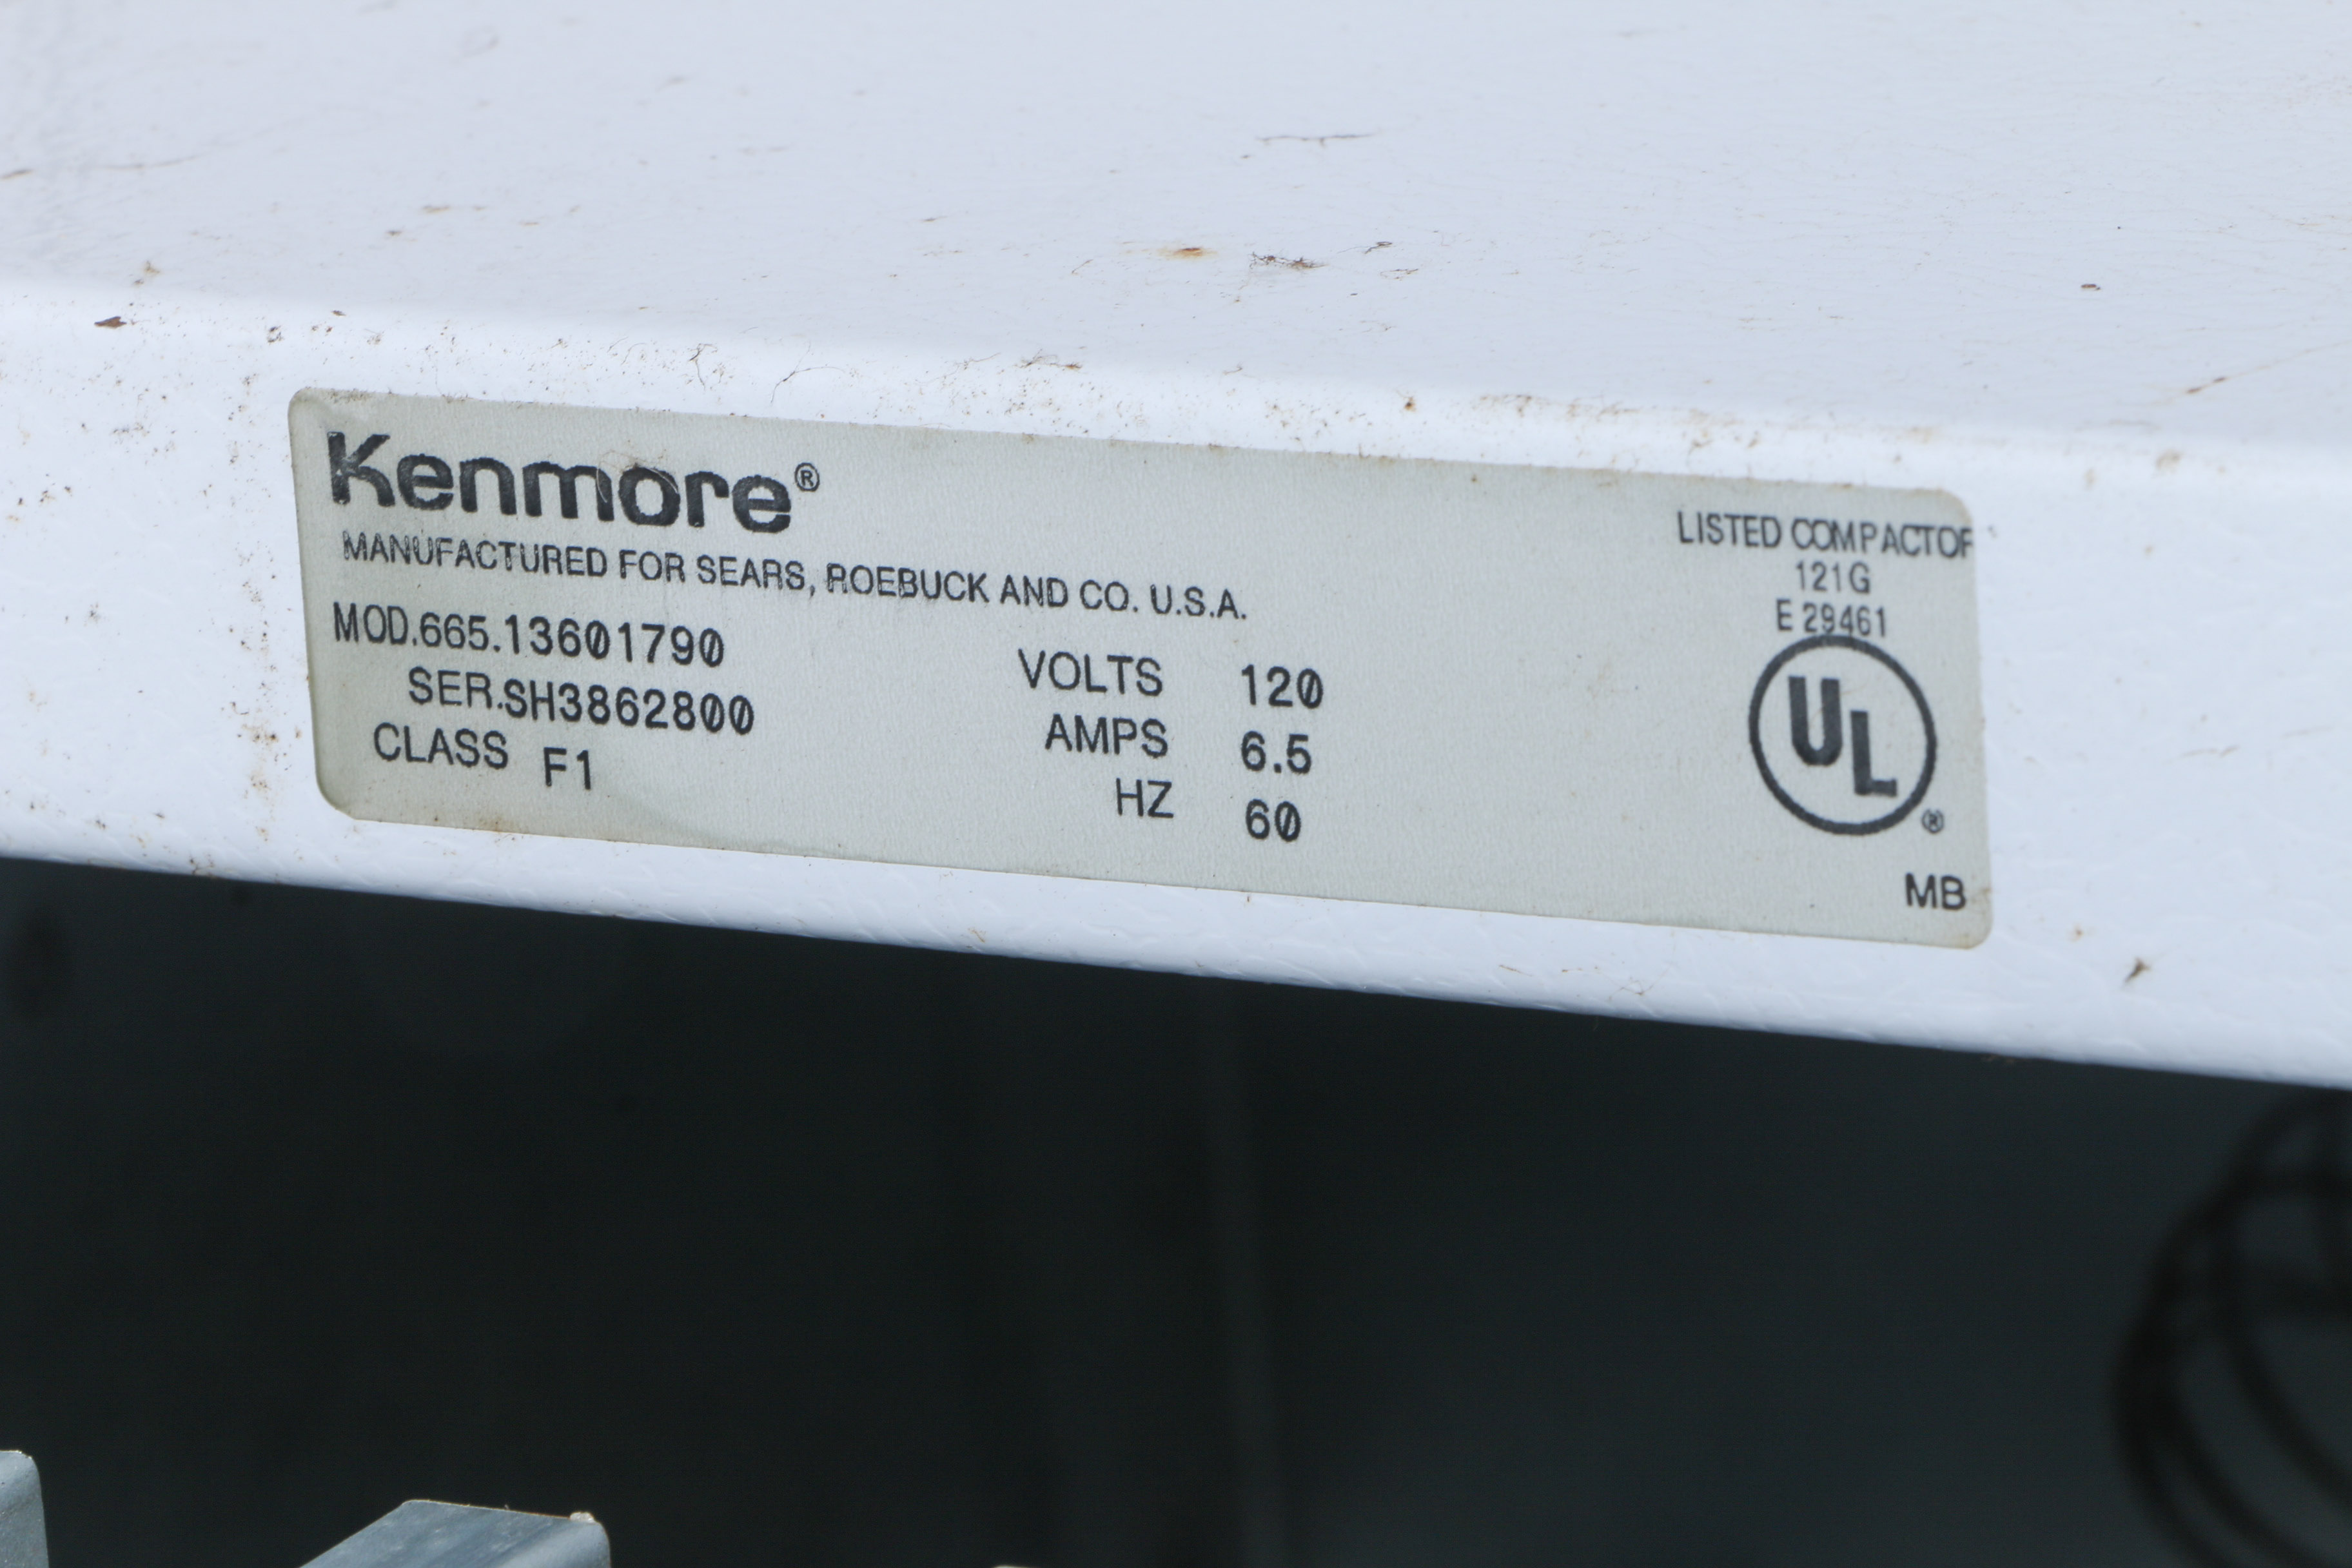 Kenmore®
MANUFACTURED FOR SEARS, ROEBUCK AND CO. U.S.A.
MOD.665.13601790
SER.SH3862800
CLASS F1
VOLTS 120
AMPS 6.5
HZ 60
LISTED COMPACTOR
121G
E 29461
UL®
MB